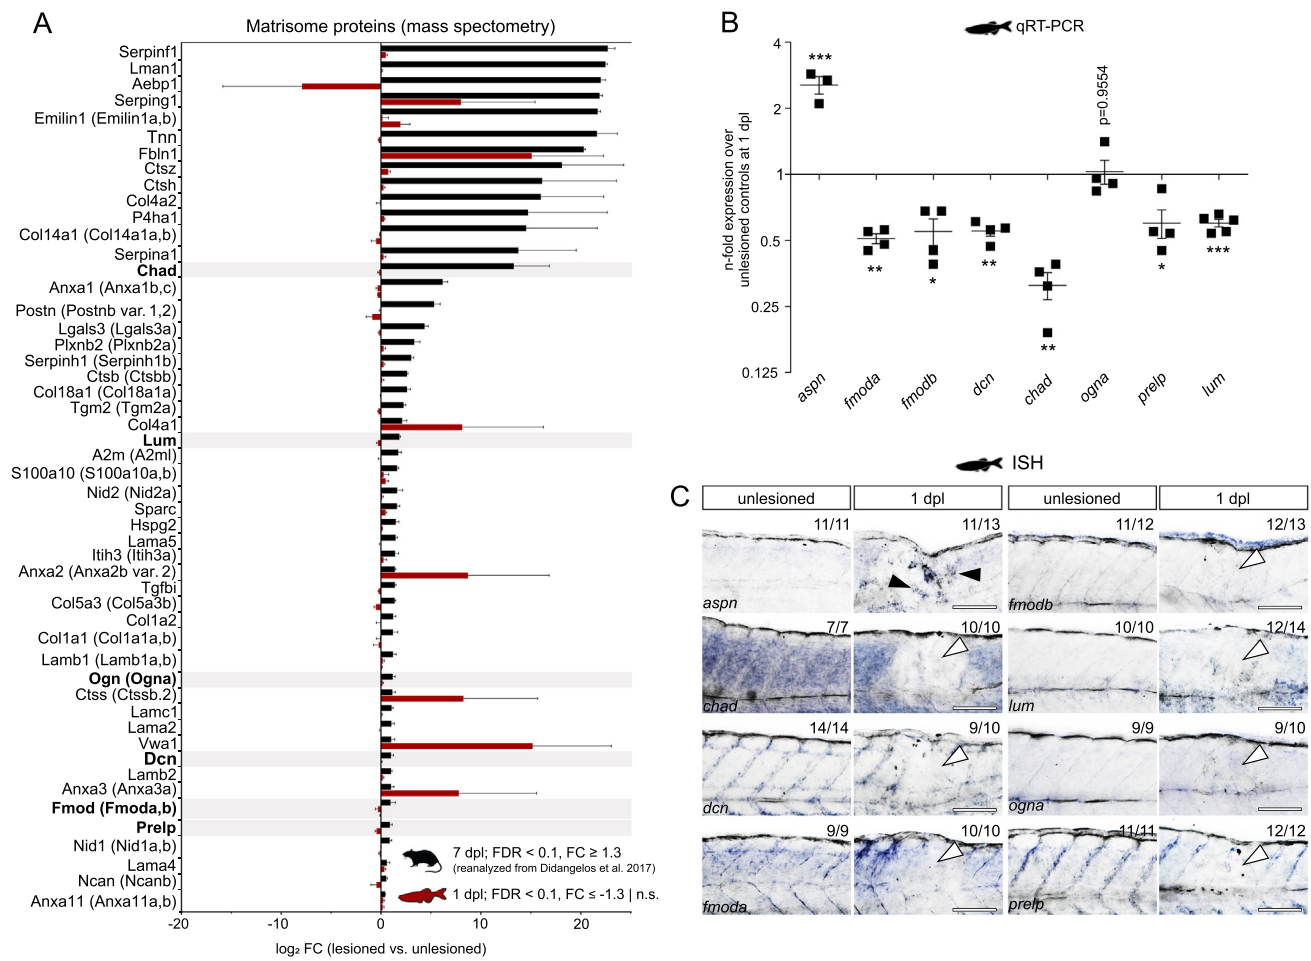 A
Matrisome proteins (mass spectometry)
Serpinf1
Lman1
Aebp1
Serping1
Emilin1 (Emilin1a,b)
Tnn
Fbln1
Ctsz
Ctsh
Col4a2
P4ha1
Col14a1 (Col14a1a,b)
Serpina1
Chad
Anxa1 (Anxa1b,c)
Postn (Postnb var. 1,2)
Lgals3 (Lgals3a)
Plxnb2 (Plxnb2a)
Serpinh1 (Serpinh1b)
Ctsb (Ctsbb)
Col18a1 (Col18a1a)
Tgm2 (Tgm2a)
Col4a1
Lum
A2m (A2ml)
S100a10 (S100a10a,b)
Nid2 (Nid2a)
Sparc
Hspg2
Lama5
Itih3 (Itih3a)
Anxa2 (Anxa2b var. 2)
Tgfbi
Col5a3 (Col5a3b)
Col1a2
Col1a1 (Col1a1a,b)
Lamb1 (Lamb1a,b)
Ogn (Ogna)
Ctss (Ctssb.2)
Lamc1
Lama2
Vwa1
Dcn
Lamb2
Anxa3 (Anxa3a)
Fmod (Fmoda,b)
Prelp
Nid1 (Nid1a,b)
Lama4
Ncan (Ncanb)
Anxa11 (Anxa11a,b)
7 dpl; FDR < 0.1, FC ≥ 1.3
(reanalyzed from Didangelos et al. 2017)
1 dpl; FDR < 0.1, FC ≤ -1.3 | n.s.
-20 -10 0 10 20
log₂ FC (lesioned vs. unlesioned)
B
qRT-PCR
n-fold expression over
unlesioned controls at 1 dpl
4
2
1
0.5
0.25
0.125
***
**
*
**
**
p=0.9554
*
***
aspn fmoda fmodb dcn chad ogna prelp lum
ISH
C
unlesioned 1 dpl unlesioned 1 dpl
11/11 11/13 11/12 12/13
aspn fmodb
7/7 10/10 10/10 12/14
chad lum
14/14 9/10 9/9 9/10
dcn ogna
9/9 10/10 11/11 12/12
fmoda prelp